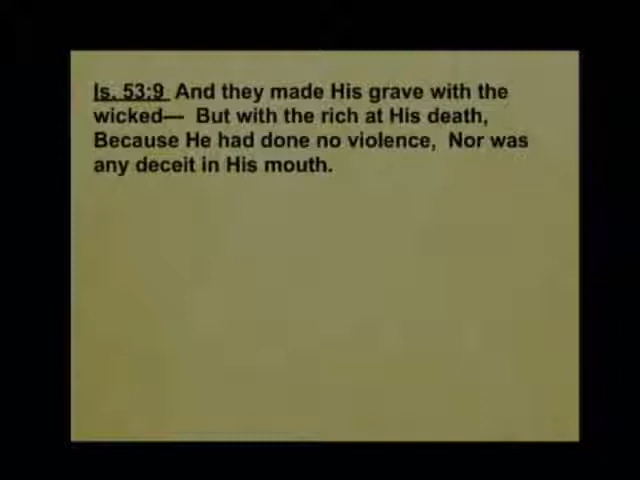 Is. 53:9 And they made His grave with the
wicked— But with the rich at His death,
Because He had done no violence, Nor was
any deceit in His mouth.